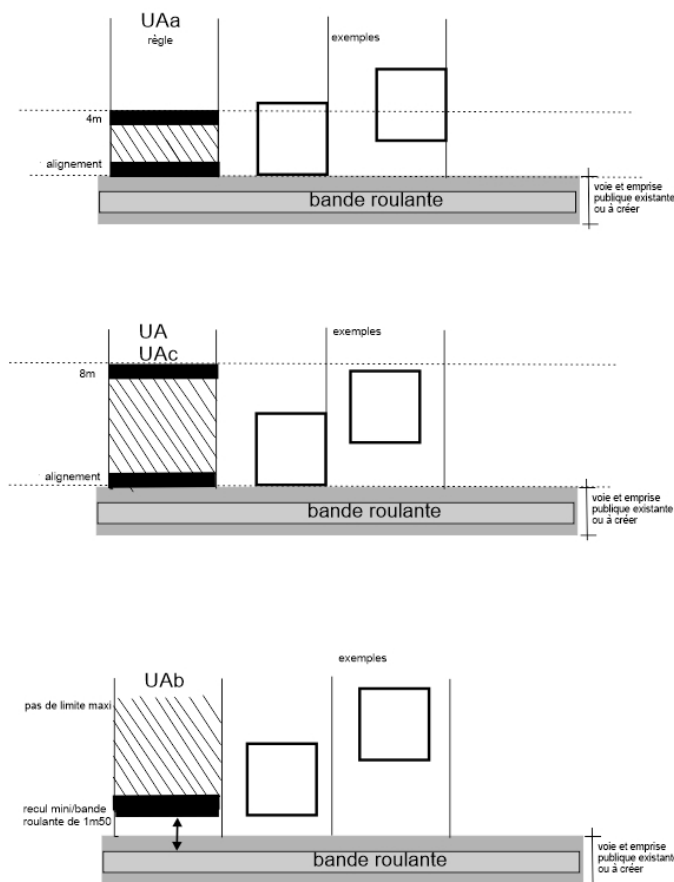 UAa
règle
exemples
4m
alignement
bande roulante
voie et emprise
publique existante
ou à créer
exemples
UA
UAc
8m
alignement
bande roulante
voie et emprise
publique existante
ou à créer
exemples
UAb
pas de limite maxi
recul mini/bande
roulante de 1m50
bande roulante
voie et emprise
publique existante
ou à créer